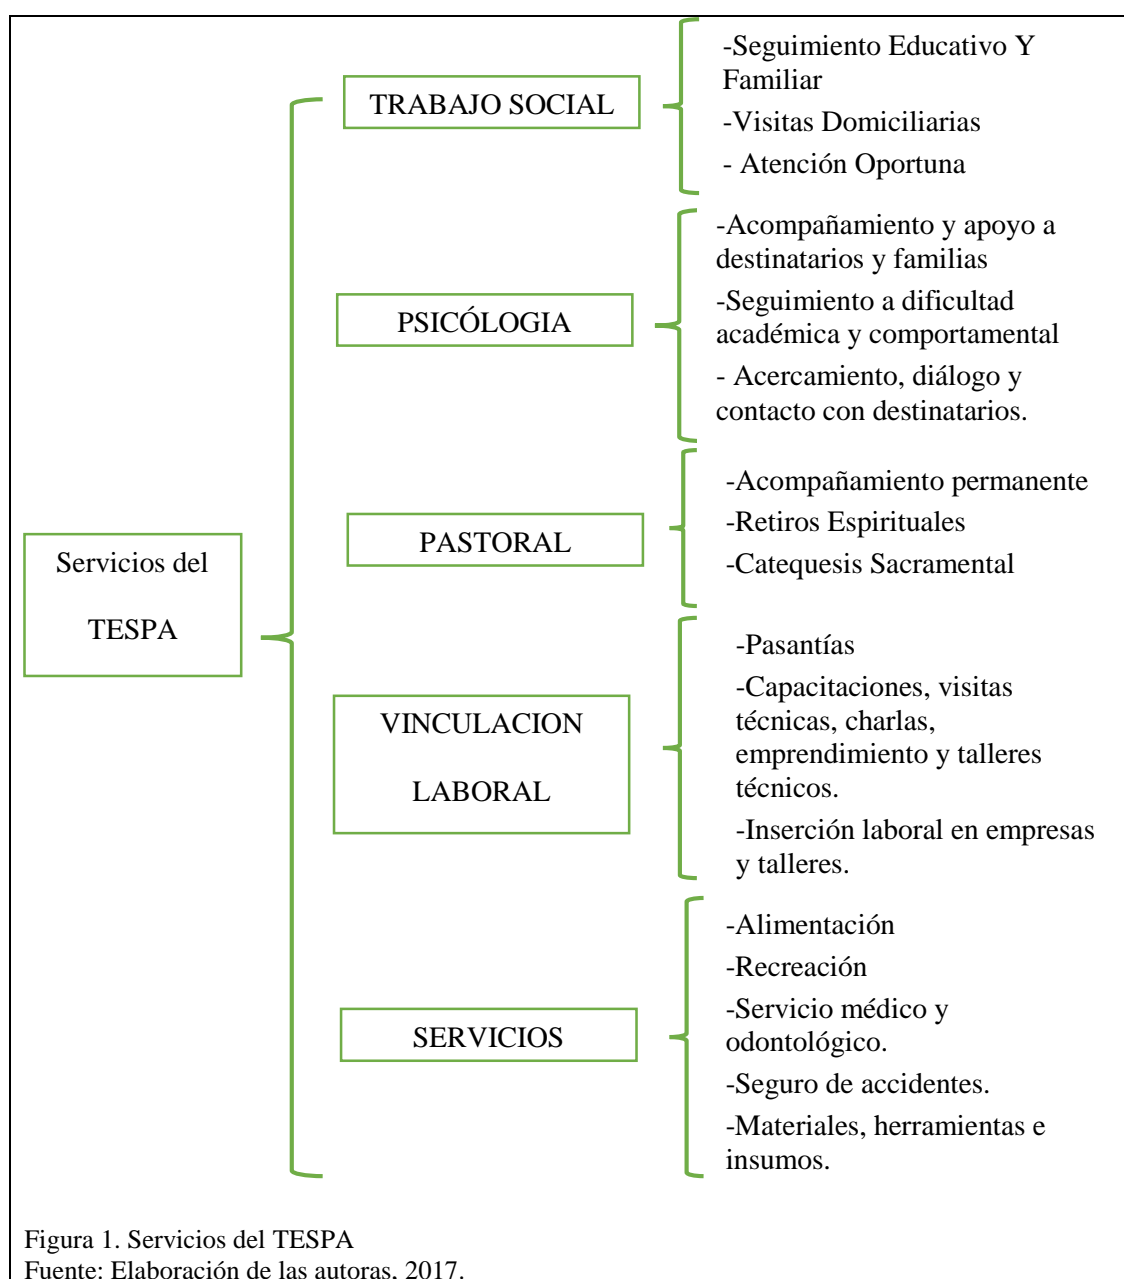 Servicios del
TESPA
TRABAJO SOCIAL
-Seguimiento Educativo Y
Familiar
-Visitas Domiciliarias
- Atención Oportuna
PSICÓLOGIA
-Acompañamiento y apoyo a
destinatarios y familias
-Seguimiento a dificultad
académica y comportamental
- Acercamiento, diálogo y
contacto con destinatarios.
PASTORAL
-Acompañamiento permanente
-Retiros Espirituales
-Catequesis Sacramental
VINCULACION
LABORAL
-Pasantías
-Capacitaciones, visitas
técnicas, charlas,
emprendimiento y talleres
técnicos.
-Inserción laboral en empresas
y talleres.
SERVICIOS
-Alimentación
-Recreación
-Servicio médico y
odontológico.
-Seguro de accidentes.
-Materiales, herramientas e
insumos.
Figura 1. Servicios del TESPA
Fuente: Elaboración de las autoras, 2017.